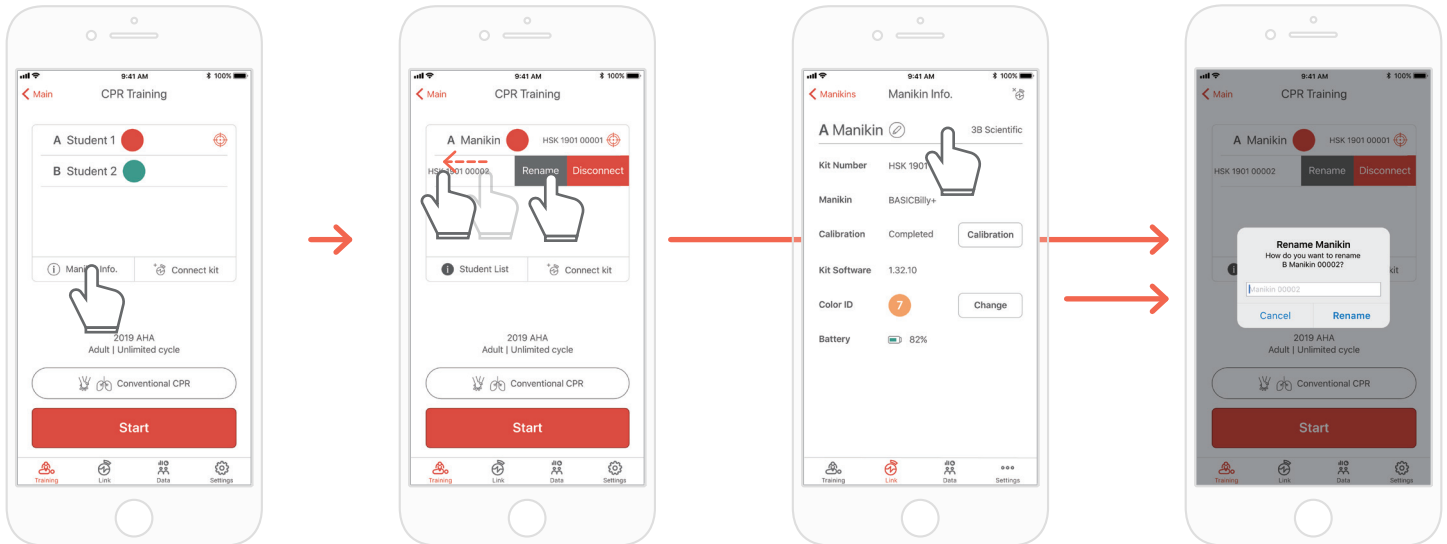 9:41 AM
100%
Main
CPR Training
A Student 1
B Student 2
Manikin Info.
Connect kit
2019 AHA
Adult | Unlimited cycle
Conventional CPR
Start
Training Link Data Settings
9:41 AM
100%
Main
CPR Training
A Manikin HSK 1901 00001
HSK 1901 00002 Rename Disconnect
Student List
Connect kit
2019 AHA
Adult | Unlimited cycle
Conventional CPR
Start
Training Link Data Settings
9:41 AM
100%
Manikins
Manikin Info.
A Manikin 3B Scientific
Kit Number HSK 1901
Manikin BASICBilly+
Calibration Completed Calibration
Kit Software 1.32.10
Color ID 7 Change
Battery 82%
Training Link Data Settings
9:41 AM
100%
Main
CPR Training
A Manikin HSK 1901 00001
HSK 1901 00002 Rename Disconnect
Rename Manikin
How do you want to rename
B Manikin 00002?
Manikin 00002
Cancel Rename
kit
2019 AHA
Adult | Unlimited cycle
Conventional CPR
Start
Training Link Data Settings